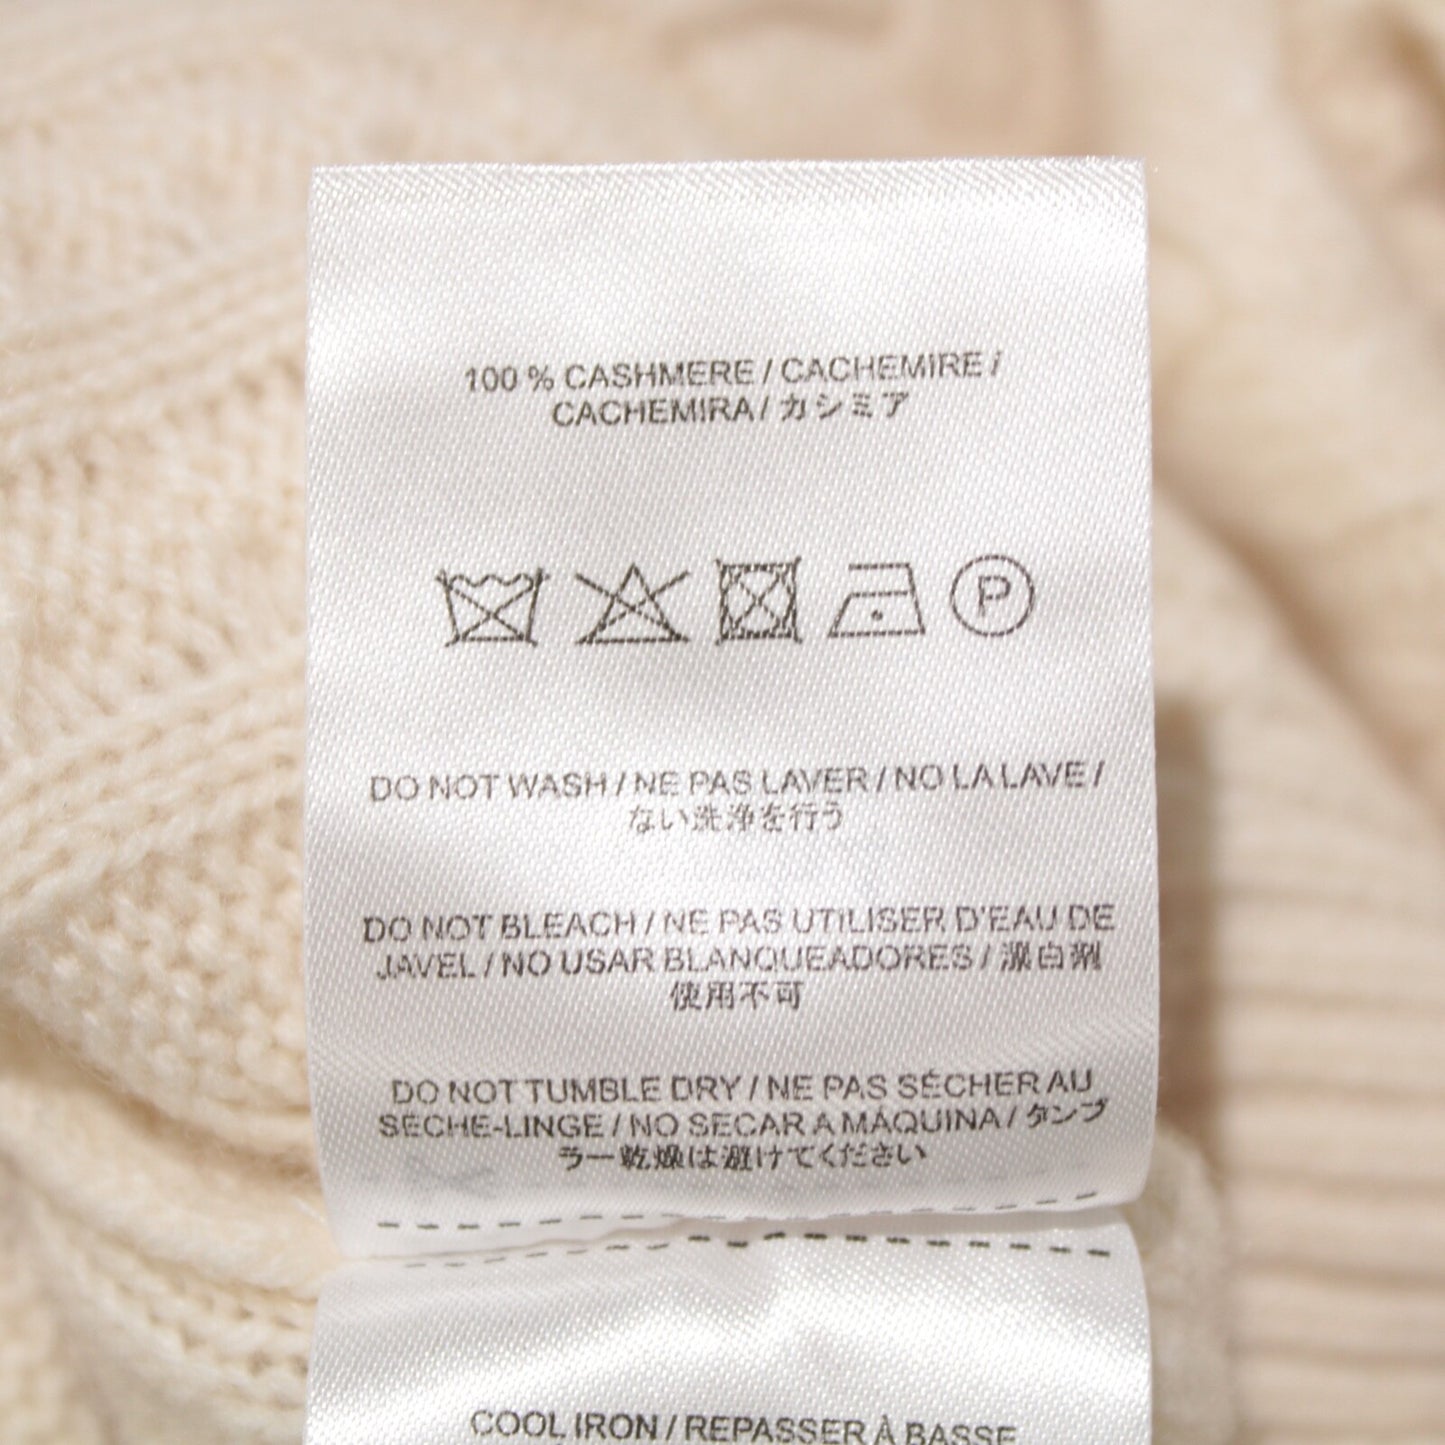 100 % CASHMERE / CACHEMIRE /
CACHEMIRA / カシミア
P
DO NOT WASH / NE PAS LAVER / NO LA LAVE /
ない洗浄を行う
DO NOT BLEACH / NE PAS UTILISER D'EAU DE
JAVEL / NO USAR BLANQUEADORES / 漂白剤
使用不可
DO NOT TUMBLE DRY / NE PAS SÉCHER AU
SECHE-LINGE / NO SECAR A MÁQUINA / タンブ
ラー乾燥は避けてください
COOL IRON / REPASSER À BASSE